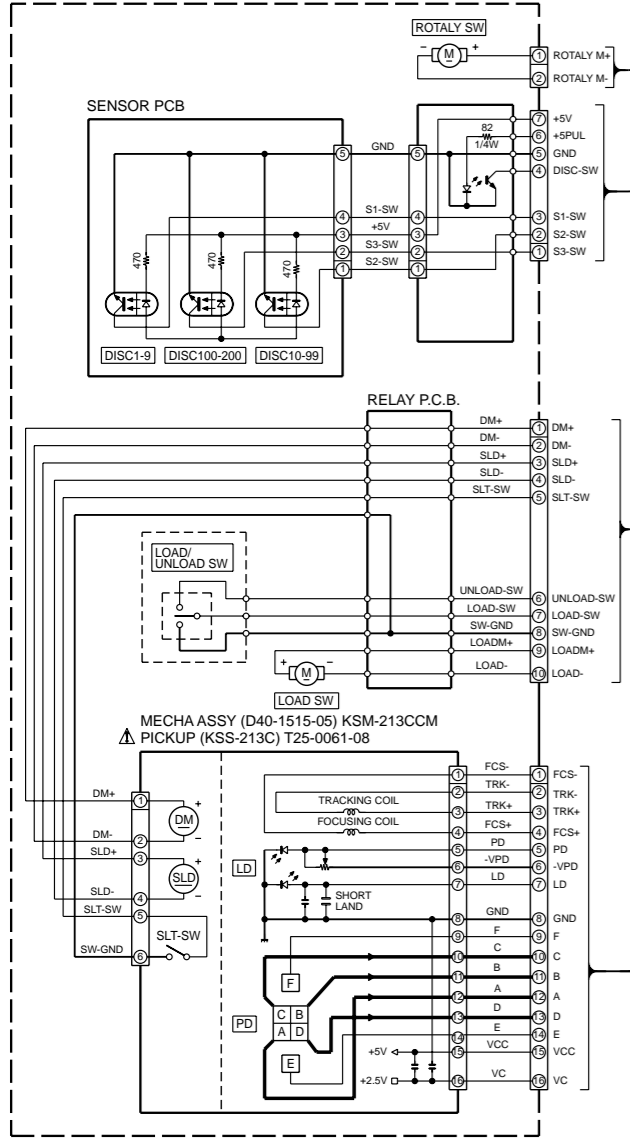 ROTALY SW
− M +
1 ROTALY M+
2 ROTALY M-
SENSOR PCB
82
1/4W
7 +5V
6 +5PUL
5 GND 5 5 GND
4 DISC-SW
4 S1-SW 4 3 S1-SW
3 +5V 3 2 S2-SW
2 S3-SW 2 1 S3-SW
1 S2-SW 1
470 470 470
DISC1-9 DISC100-200 DISC10-99
RELAY P.C.B.
DM+ 1 DM+
DM- 2 DM-
SLD+ 3 SLD+
SLD- 4 SLD-
SLT-SW 5 SLT-SW
LOAD/
UNLOAD SW
UNLOAD-SW 6 UNLOAD-SW
LOAD-SW 7 LOAD-SW
SW-GND 8 SW-GND
LOADM+ 9 LOADM+
+ M − LOAD- 10 LOAD-
LOAD SW
MECHA ASSY (D40-1515-05) KSM-213CCM
PICKUP (KSS-213C) T25-0061-08
DM+ 1
DM +
−
DM- 2
SLD+ 3
SLD +
−
SLD- 4
SLT-SW 5
SLT-SW
SW-GND 6
1 FCS- 1 FCS-
2 TRK- 2 TRK-
TRACKING COIL 3 TRK+ 3 TRK+
FOCUSING COIL 4 FCS+ 4 FCS+
5 PD 5 PD
LD 6 -VPD 6 -VPD
7 LD 7 LD
SHORT
LAND
8 GND 8 GND
9 F 9 F
10 C 10 C
F 11 B 11 B
C B 12 A 12 A
PD A D 13 D 13 D
E 14 E 14 E
+5V 15 VCC 15 VCC
+2.5V 16 VC 16 VC